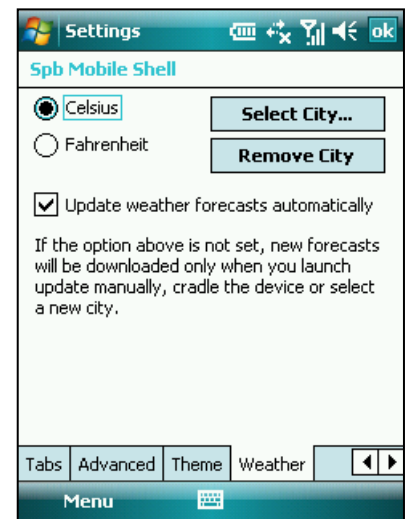 Settings ok
Spb Mobile Shell
Celsius
Select City...
Fahrenheit
Remove City
Update weather forecasts automatically
If the option above is not set, new forecasts
will be downloaded only when you launch
update manually, cradle the device or select
a new city.
Tabs Advanced Theme Weather
Menu